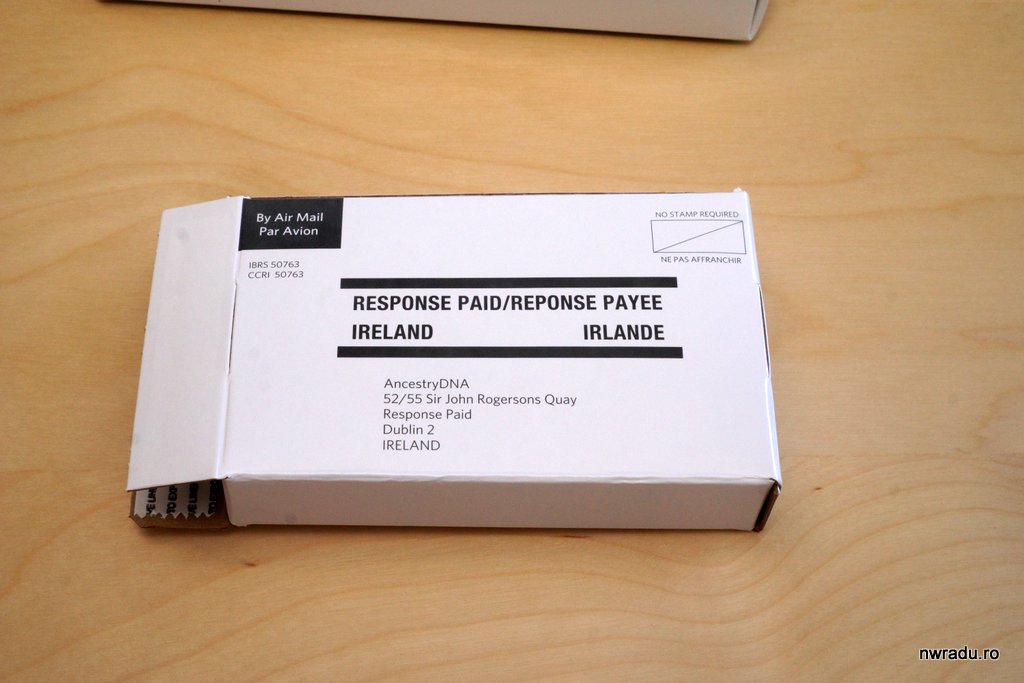 By Air Mail
Par Avion
NO STAMP REQUIRED
NE PAS AFFRANCHIR
IBRS 50763
CCRI 50763
RESPONSE PAID/REPONSE PAYEE
IRELAND IRLANDE
AncestryDNA
52/55 Sir John Rogersons Quay
Response Paid
Dublin 2
IRELAND
nwradu.ro